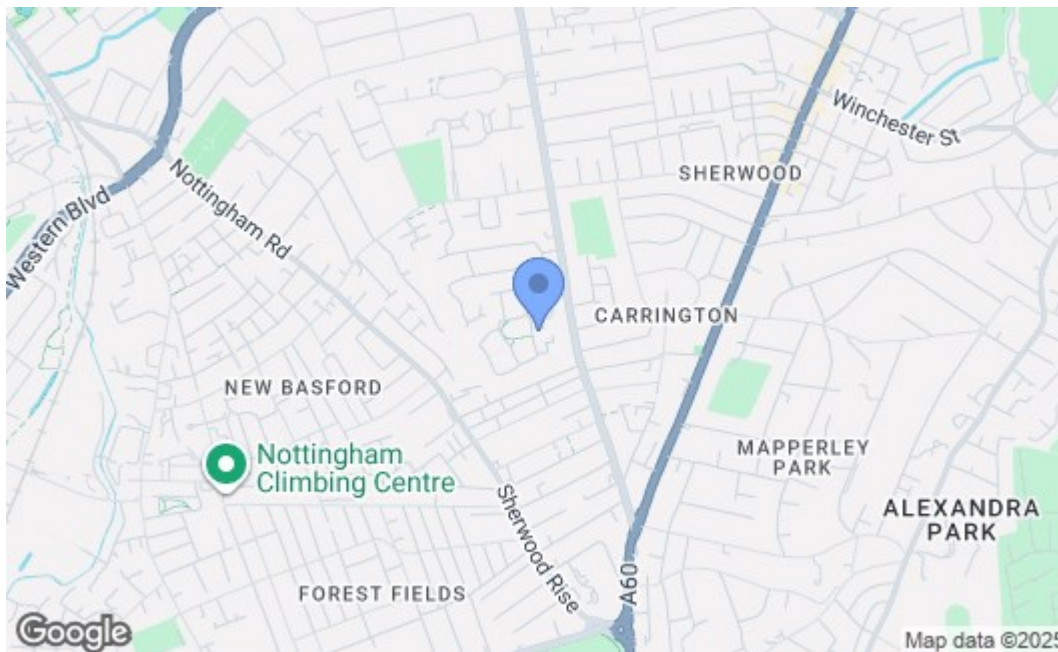 Winchester St
SHERWOOD
Nottingham Rd
Western Blvd
CARRINGTON
NEW BASFORD
Nottingham
Climbing Centre
MAPPERLEY
PARK
Sherwood Rise
ALEXANDRA
PARK
FOREST FIELDS
A60
Google
Map data ©2025